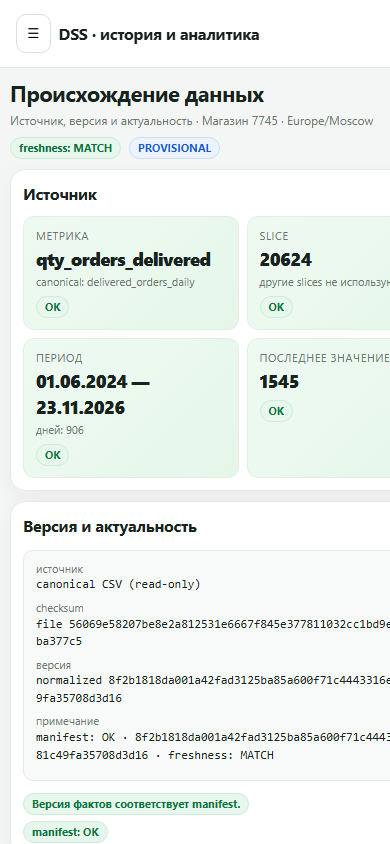 ☰ DSS · история и аналитика
Происхождение данных
Источник, версия и актуальность · Магазин 7745 · Europe/Moscow
freshness: MATCH PROVISIONAL
Источник
МЕТРИКА
qty_orders_delivered
canonical: delivered_orders_daily
OK
SLICE
20624
другие slices не использую
OK
ПЕРИОД
01.06.2024 —
23.11.2026
дней: 906
OK
ПОСЛЕДНЕЕ ЗНАЧЕНИЕ
1545
OK
Версия и актуальность
источник
canonical CSV (read-only)
checksum
file 56069e58207be8e2a812531e6667f845e377811032cc1bd9e
ba377c5
версия
normalized 8f2b1818da001a42fad3125ba85a600f71c4443316e
9fa35708d3d16
примечание
manifest: OK · 8f2b1818da001a42fad3125ba85a600f71c4443
81c49fa35708d3d16 · freshness: MATCH
Версия фактов соответствует manifest.
manifest: OK